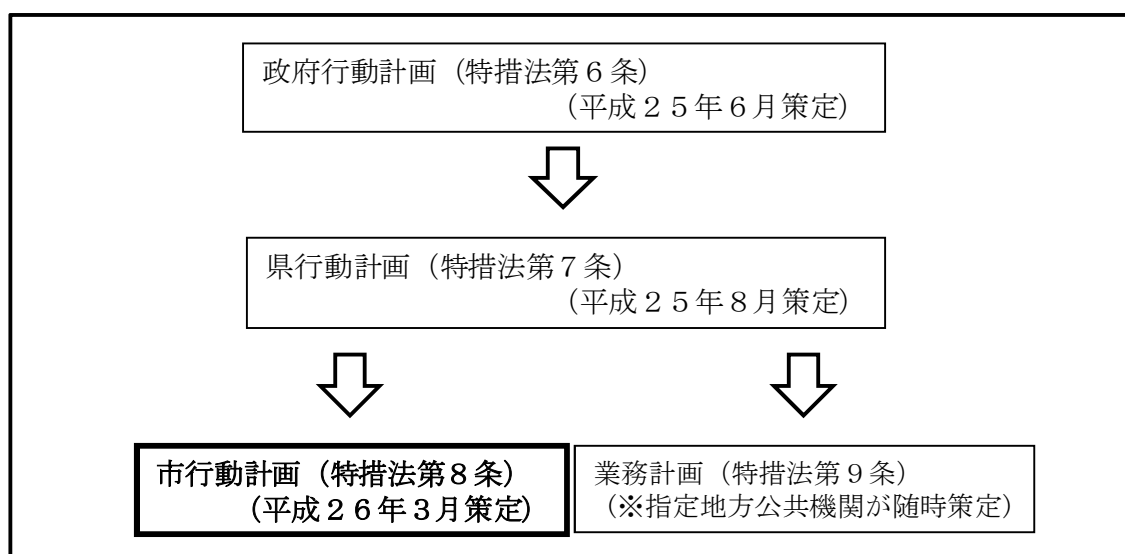 政府行動計画（特措法第６条）
（平成２５年６月策定）
県行動計画（特措法第７条）
（平成２５年８月策定）
市行動計画（特措法第８条）
（平成２６年３月策定）
業務計画（特措法第９条）
（※指定地方公共機関が随時策定）